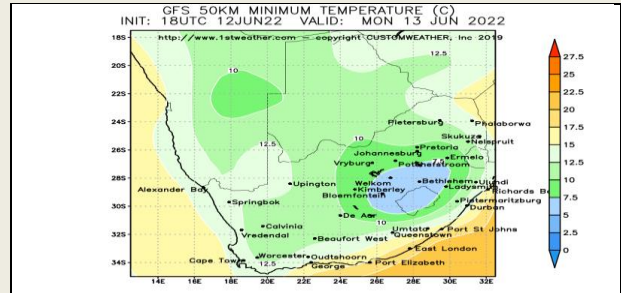 GFS 50KM MINIMUM TEMPERATURE (C)
INIT: 18UTC 12JUN22 VALID: MON 13 JUN 2022
http://www.1stweather.com copyright CUSTOMWEATHER, Inc 2019
18S
20S
22S
24S
26S
28S
30S
32S
34S
12.5
10
Pietersburg
Phalaborwa
Skukuza
Nelspruit
10
12.5
Pretoria
Johannesburg
Ermelo
7.5
Vryburg
Potchefstroom
Welkom
Bethlehem
Ulundi
Alexander Bay
Upington
Kimberley
Ladysmith
Richards Ba
Bloemfontein
Springbok
Pietermaritzburg
Durban
De Aar
10
Calvinia
Vredendal
Umtata
Port St Johns
Queenstown
Beaufort West
East London
Worcester
Oudtshoorn
Cape Town
12.5
George
Port Elizabeth
14E
16E
18E
20E
22E
24E
26E
28E
30E
32E
27.5
25
22.5
20
17.5
15
12.5
10
7.5
5
2.5
0